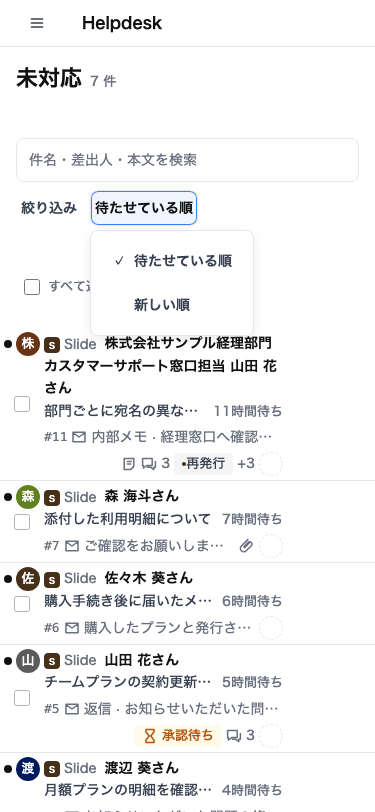 Helpdesk
未対応 7 件
件名・差出人・本文を検索
絞り込み 待たせている順
✓ 待たせている順
新しい順
すべて
株 s Slide 株式会社サンプル経理部門
カスタマーサポート窓口担当 山田 花
さん
部門ごとに宛名の異な… 11時間待ち
#11 内部メモ · 経理窓口へ確認…
3 •再発行 +3
森 s Slide 森 海斗さん
添付した利用明細について 7時間待ち
#7 ご確認をお願いしま…
佐 s Slide 佐々木 葵さん
購入手続き後に届いたメ… 6時間待ち
#6 購入したプランと発行さ…
山 s Slide 山田 花さん
チームプランの契約更新… 5時間待ち
#5 返信 · お知らせいただいた問…
承認待ち 3
渡 s Slide 渡辺 葵さん
月額プランの明細を確認… 4時間待ち